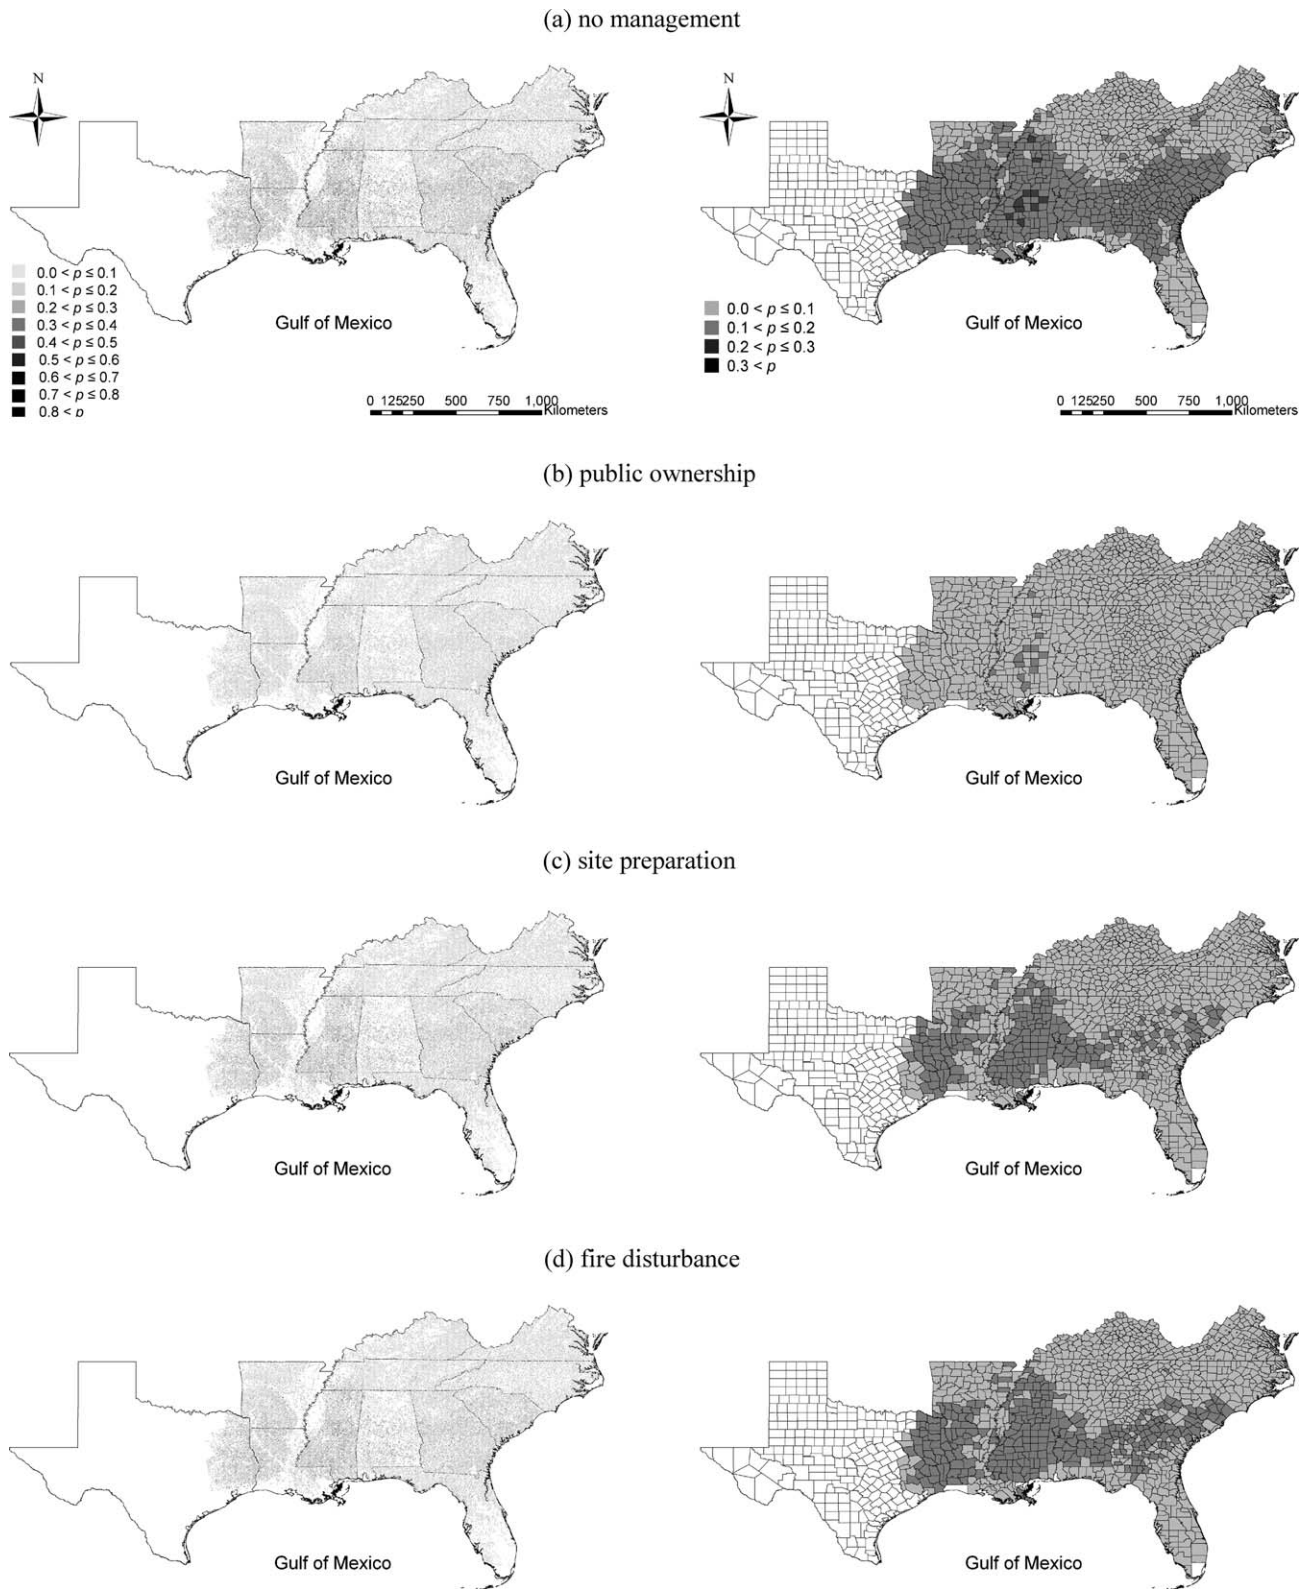 (a) no management
N
0.0 < p ≤ 0.1
0.1 < p ≤ 0.2
0.2 < p ≤ 0.3
0.3 < p ≤ 0.4
0.4 < p ≤ 0.5
0.5 < p ≤ 0.6
0.6 < p ≤ 0.7
0.7 < p ≤ 0.8
0.8 < p
Gulf of Mexico
0 125250 500 750 1,000
Kilometers
N
0.0 < p ≤ 0.1
0.1 < p ≤ 0.2
0.2 < p ≤ 0.3
0.3 < p
Gulf of Mexico
0 125250 500 750 1,000
Kilometers
(b) public ownership
Gulf of Mexico
Gulf of Mexico
(c) site preparation
Gulf of Mexico
Gulf of Mexico
(d) fire disturbance
Gulf of Mexico
Gulf of Mexico